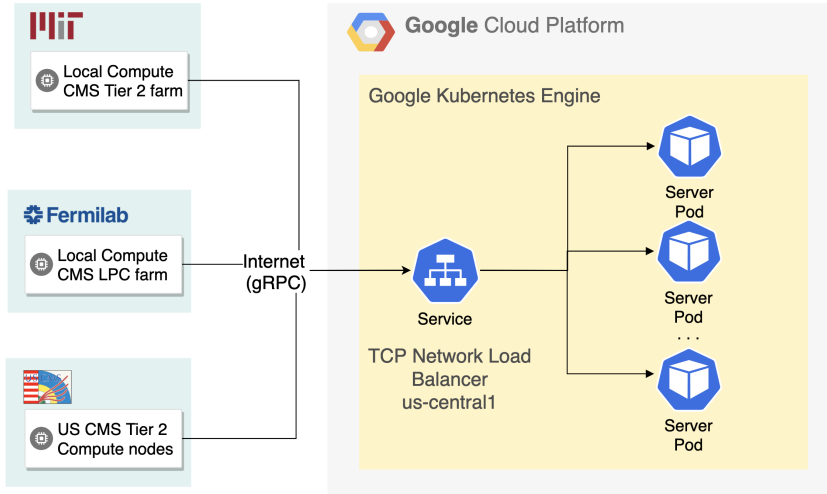 MIT
Local Compute
CMS Tier 2 farm
Fermilab
Local Compute
CMS LPC farm
US CMS Tier 2
Compute nodes
Internet
(gRPC)
Google Cloud Platform
Google Kubernetes Engine
Service
TCP Network Load
Balancer
us-central1
Server
Pod
Server
Pod
...
Server
Pod